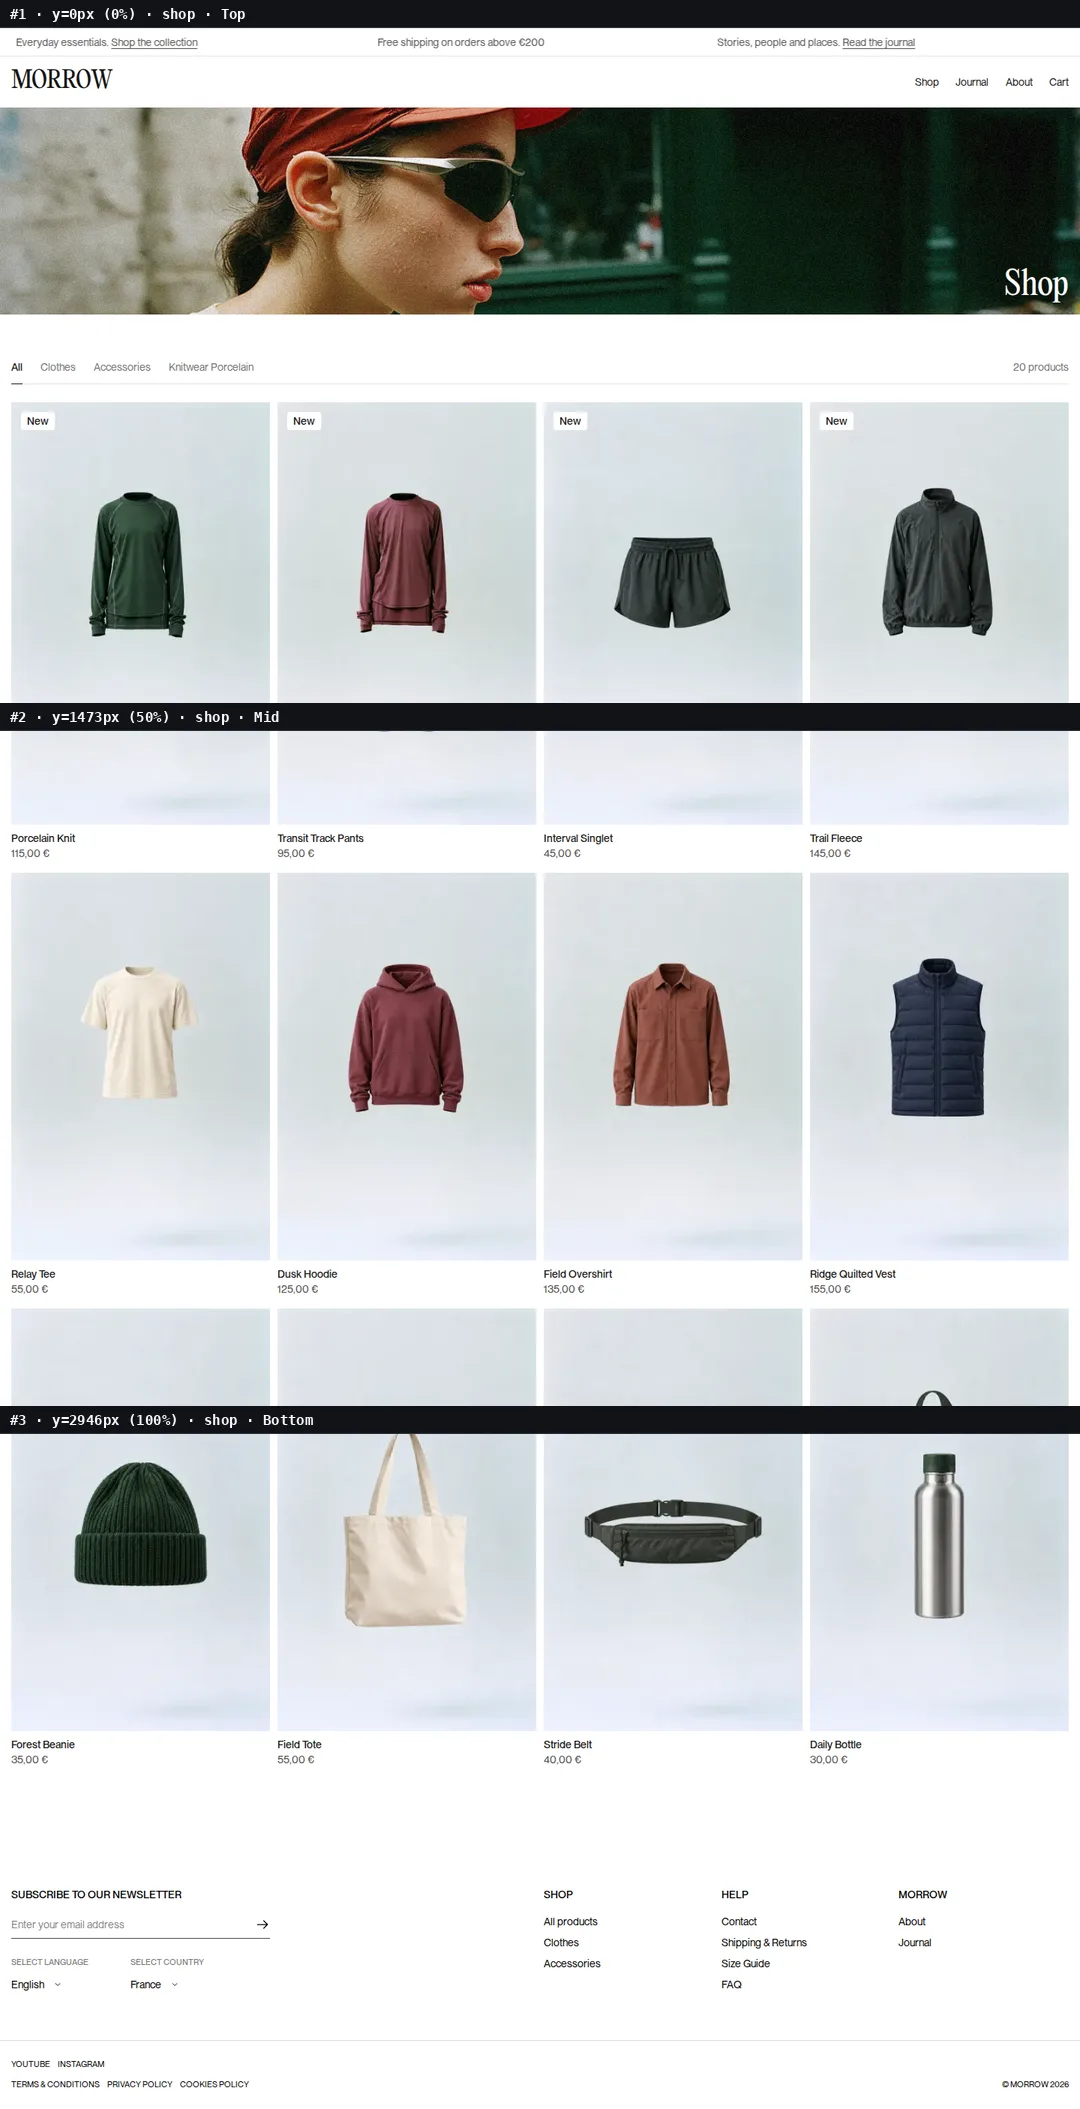 #1 · y=0px (0%) · shop · Top
Everyday essentials. Shop the collection
Free shipping on orders above €200
Stories, people and places. Read the journal
MORROW
Shop Journal About Cart
Shop
All Clothes Accessories Knitwear Porcelain
20 products
New
New
New
New
#2 · y=1473px (50%) · shop · Mid
Porcelain Knit
115,00 €
Transit Track Pants
95,00 €
Interval Singlet
45,00 €
Trail Fleece
145,00 €
Relay Tee
55,00 €
Dusk Hoodie
125,00 €
Field Overshirt
135,00 €
Ridge Quilted Vest
155,00 €
#3 · y=2946px (100%) · shop · Bottom
Forest Beanie
35,00 €
Field Tote
55,00 €
Stride Belt
40,00 €
Daily Bottle
30,00 €
SUBSCRIBE TO OUR NEWSLETTER
Enter your email address
SELECT LANGUAGE
English
SELECT COUNTRY
France
SHOP
All products
Clothes
Accessories
HELP
Contact
Shipping & Returns
Size Guide
FAQ
MORROW
About
Journal
YOUTUBE INSTAGRAM
TERMS & CONDITIONS PRIVACY POLICY COOKIES POLICY
© MORROW 2026